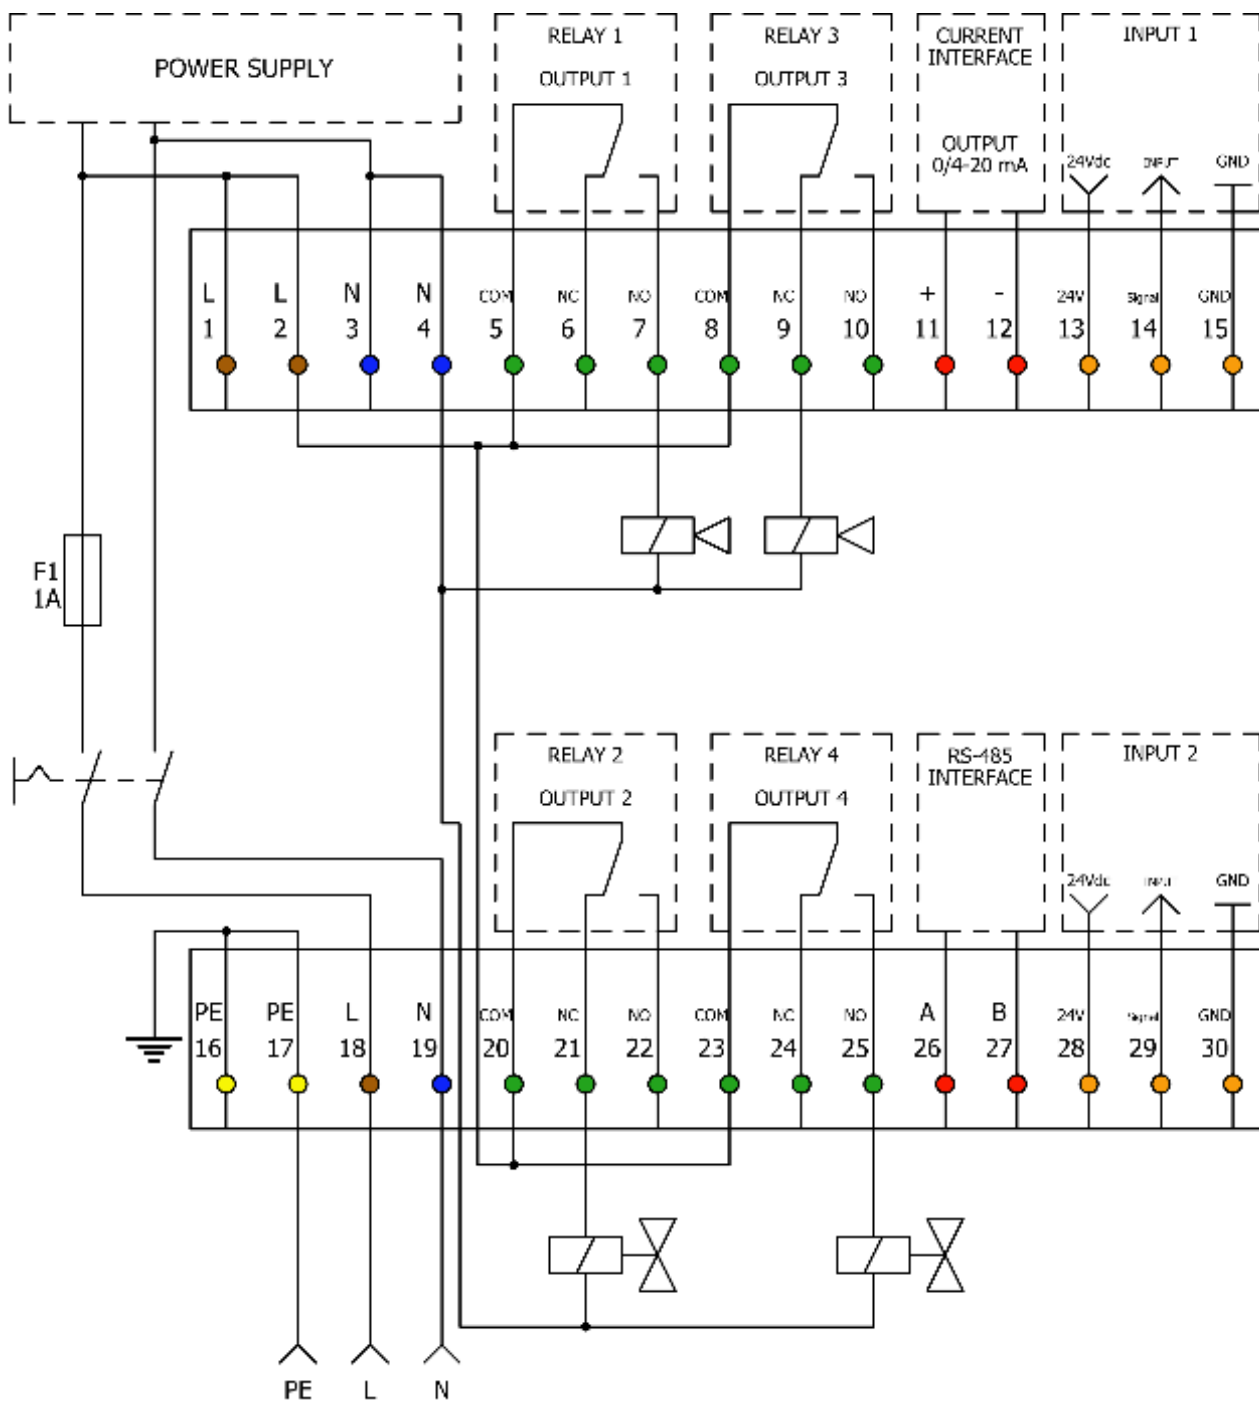 POWER SUPPLY
RELAY 1
OUTPUT 1
RELAY 3
OUTPUT 3
CURRENT
INTERFACE
OUTPUT
0/4-20 mA
INPUT 1
24Vdc
INPUT
GND
L
L
N
N
COM
NC
NO
COM
NC
NO
+
-
24V
Signal
GND
1
2
3
4
5
6
7
8
9
10
11
12
13
14
15
F1
1A
RELAY 2
OUTPUT 2
RELAY 4
OUTPUT 4
RS-485
INTERFACE
INPUT 2
24Vdc
INPUT
GND
PE
PE
L
N
COM
NC
NO
COM
NC
NO
A
B
24V
Signal
GND
16
17
18
19
20
21
22
23
24
25
26
27
28
29
30
PE
L
N